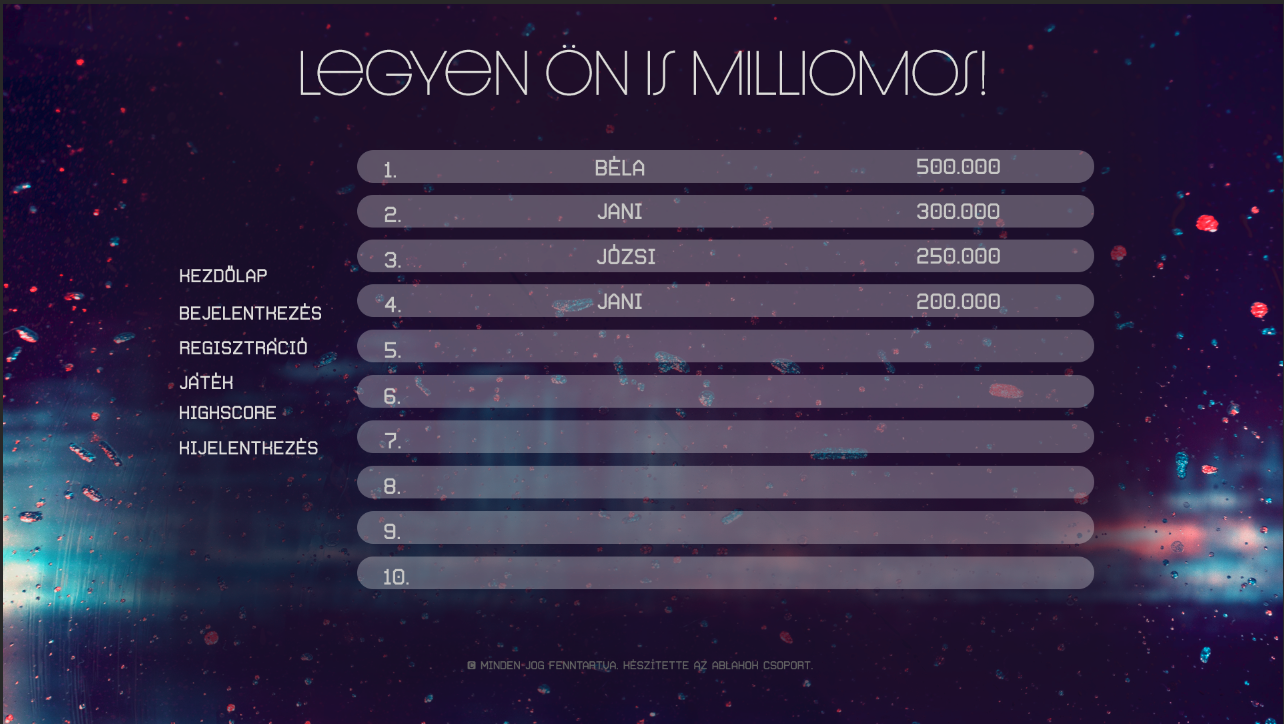 LEGYEN ÖN IS MILLIOMOS!
1. BÉLA 500.000
2. JANI 300.000
3. JÓZSI 250.000
4. JANI 200.000
5.
6.
7.
8.
9.
10.
KEZDŐLAP
BEJELENTKEZÉS
REGISZTRÁCIÓ
JÁTÉK
HIGHSCORE
KIJELENTKEZÉS
© MINDEN-JOG FENNTARTVA. KÉSZÍTETTE AZ ABLAKOK CSOPORT.